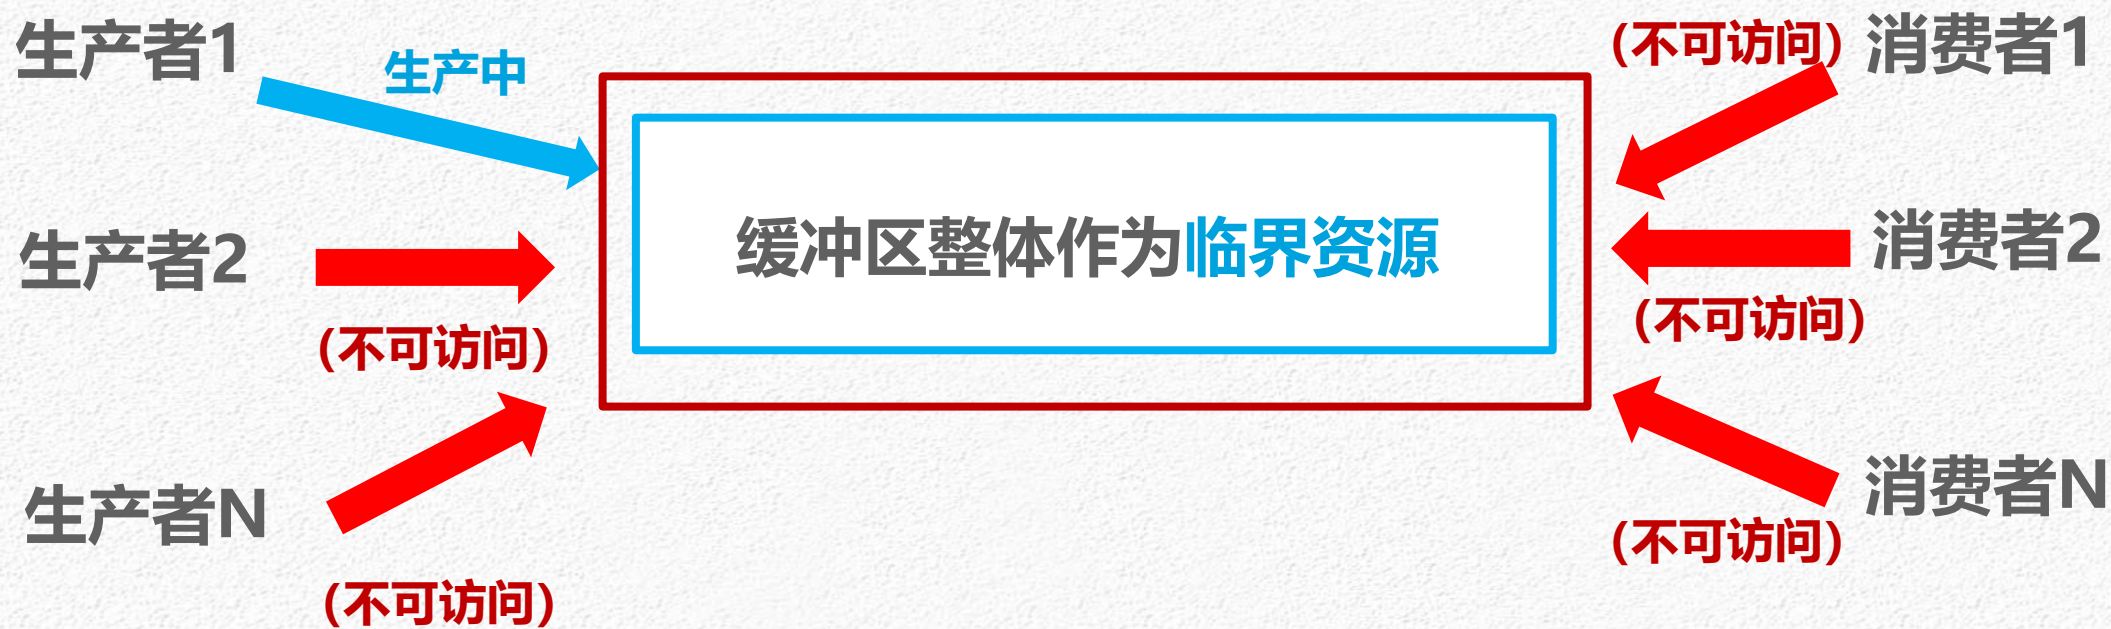 生产者1
生产中
(不可访问)
消费者1
缓冲区整体作为临界资源
生产者2
(不可访问)
消费者2
(不可访问)
生产者N
(不可访问)
消费者N
(不可访问)